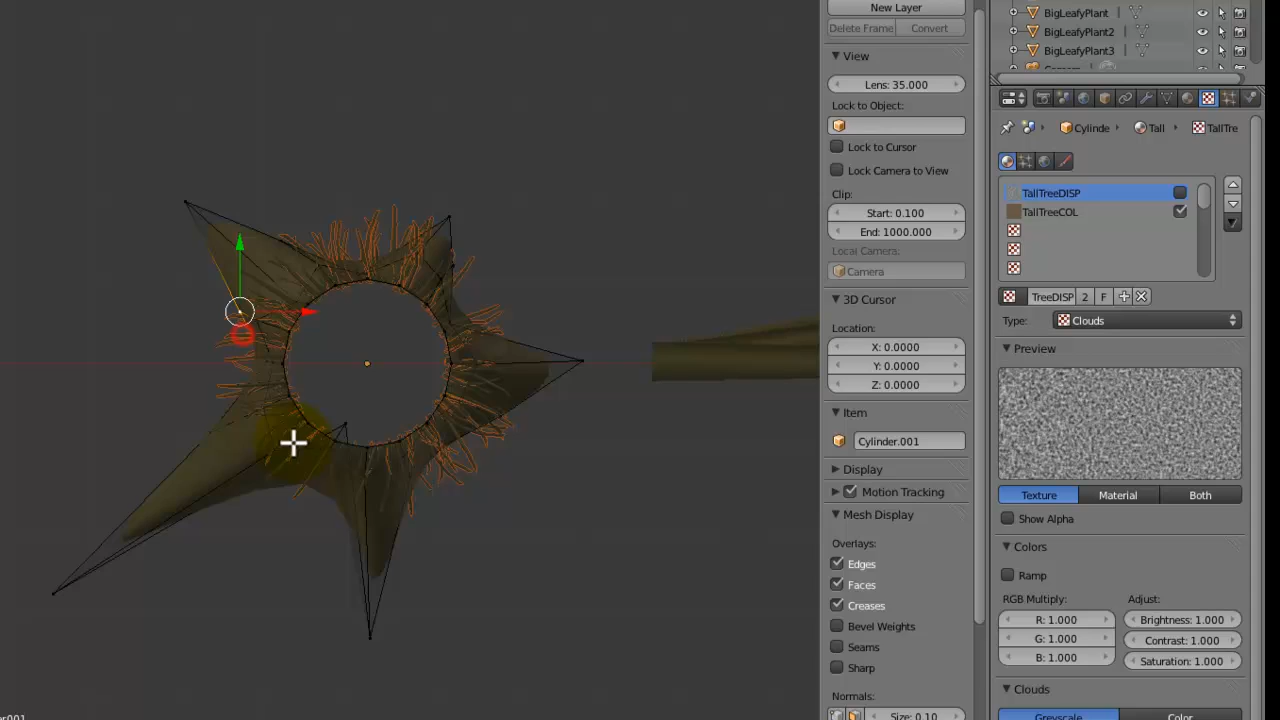 New Layer
Delete Frame Convert
View
Lens: 35.000
Lock to Object:
Lock to Cursor
Lock Camera to View
Clip:
Start: 0.100
End: 1000.000
Local Camera:
Camera
3D Cursor
Location:
X: 0.0000
Y: 0.0000
Z: 0.0000
Item
Cylinder.001
Display
Motion Tracking
Mesh Display
Overlays:
Edges
Faces
Creases
Bevel Weights
Seams
Sharp
Normals:
Size: 0.10
BigLeafyPlant
BigLeafyPlant2
BigLeafyPlant3
Cylinde Tall TallTre
TallTreeDISP
TallTreeCOL
TreeDISP 2 F
Type: Clouds
Preview
Texture Material Both
Show Alpha
Colors
Ramp
RGB Multiply: Adjust:
R: 1.000 Brightness: 1.000
G: 1.000 Contrast: 1.000
B: 1.000 Saturation: 1.000
Clouds
Greyscale Color